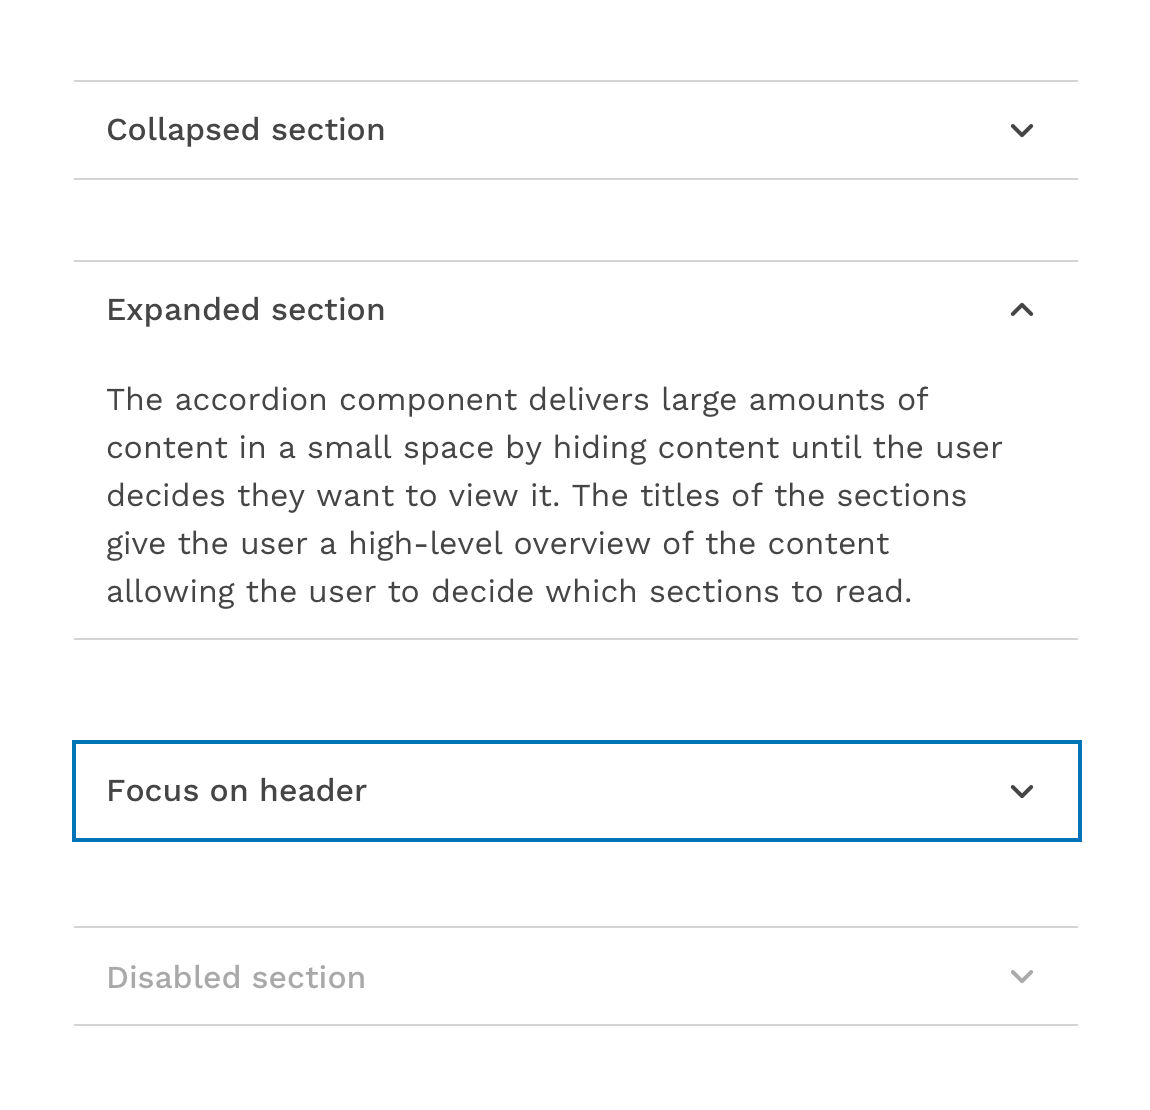 Collapsed section
Expanded section
The accordion component delivers large amounts of
content in a small space by hiding content until the user
decides they want to view it. The titles of the sections
give the user a high-level overview of the content
allowing the user to decide which sections to read.
Focus on header
Disabled section